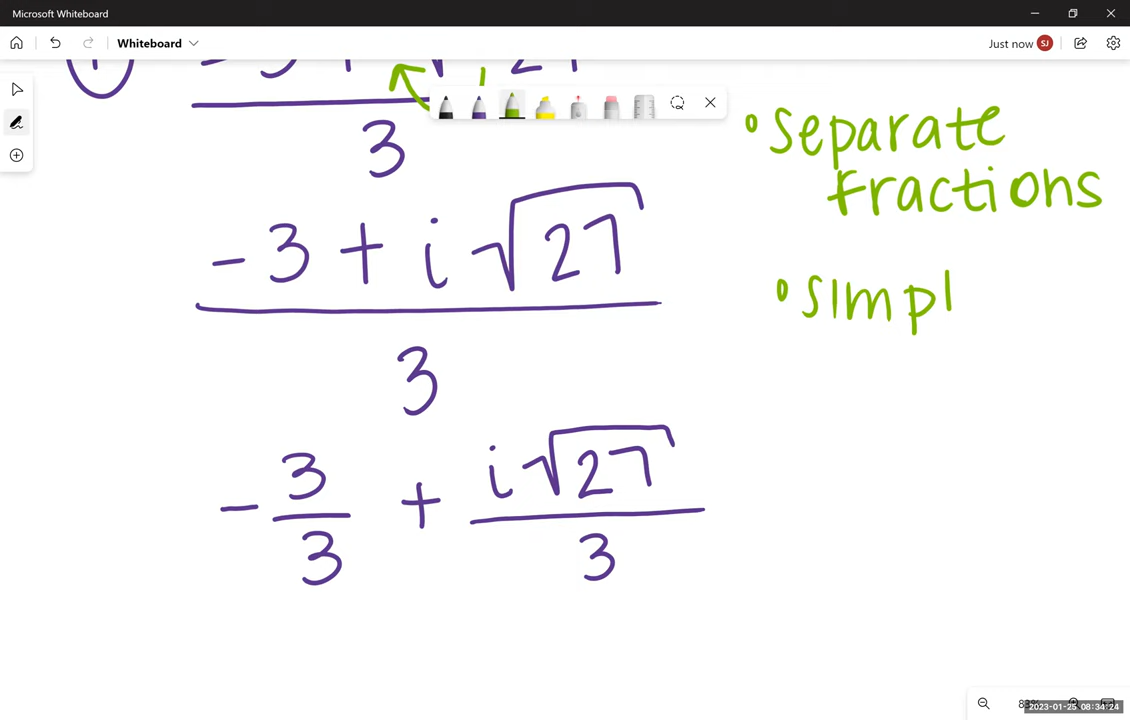 Microsoft Whiteboard
Whiteboard
Just now SJ
3
• separate
fractions
-3 + i√27
3
• simpl
- 3/3 + i√27/3
2023-01-25 08:34:24